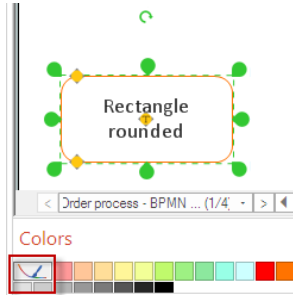 Rectangle
rounded
Order process - BPMN ... (1/4)
Colors